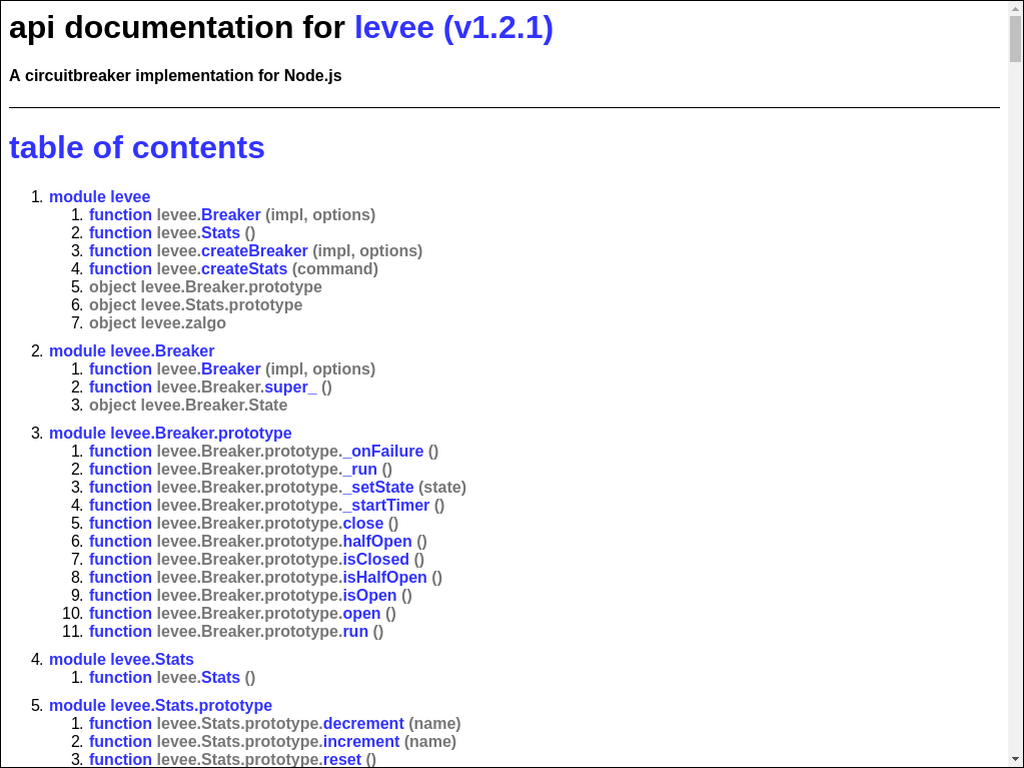 api documentation for levee (v1.2.1)
A circuitbreaker implementation for Node.js
table of contents
1. module levee
1. function levee.Breaker (impl, options)
2. function levee.Stats ()
3. function levee.createBreaker (impl, options)
4. function levee.createStats (command)
5. object levee.Breaker.prototype
6. object levee.Stats.prototype
7. object levee.zalgo
2. module levee.Breaker
1. function levee.Breaker (impl, options)
2. function levee.Breaker.super_ ()
3. object levee.Breaker.State
3. module levee.Breaker.prototype
1. function levee.Breaker.prototype._onFailure ()
2. function levee.Breaker.prototype._run ()
3. function levee.Breaker.prototype._setState (state)
4. function levee.Breaker.prototype._startTimer ()
5. function levee.Breaker.prototype.close ()
6. function levee.Breaker.prototype.halfOpen ()
7. function levee.Breaker.prototype.isClosed ()
8. function levee.Breaker.prototype.isHalfOpen ()
9. function levee.Breaker.prototype.isOpen ()
10. function levee.Breaker.prototype.open ()
11. function levee.Breaker.prototype.run ()
4. module levee.Stats
1. function levee.Stats ()
5. module levee.Stats.prototype
1. function levee.Stats.prototype.decrement (name)
2. function levee.Stats.prototype.increment (name)
3. function levee.Stats.prototype.reset ()